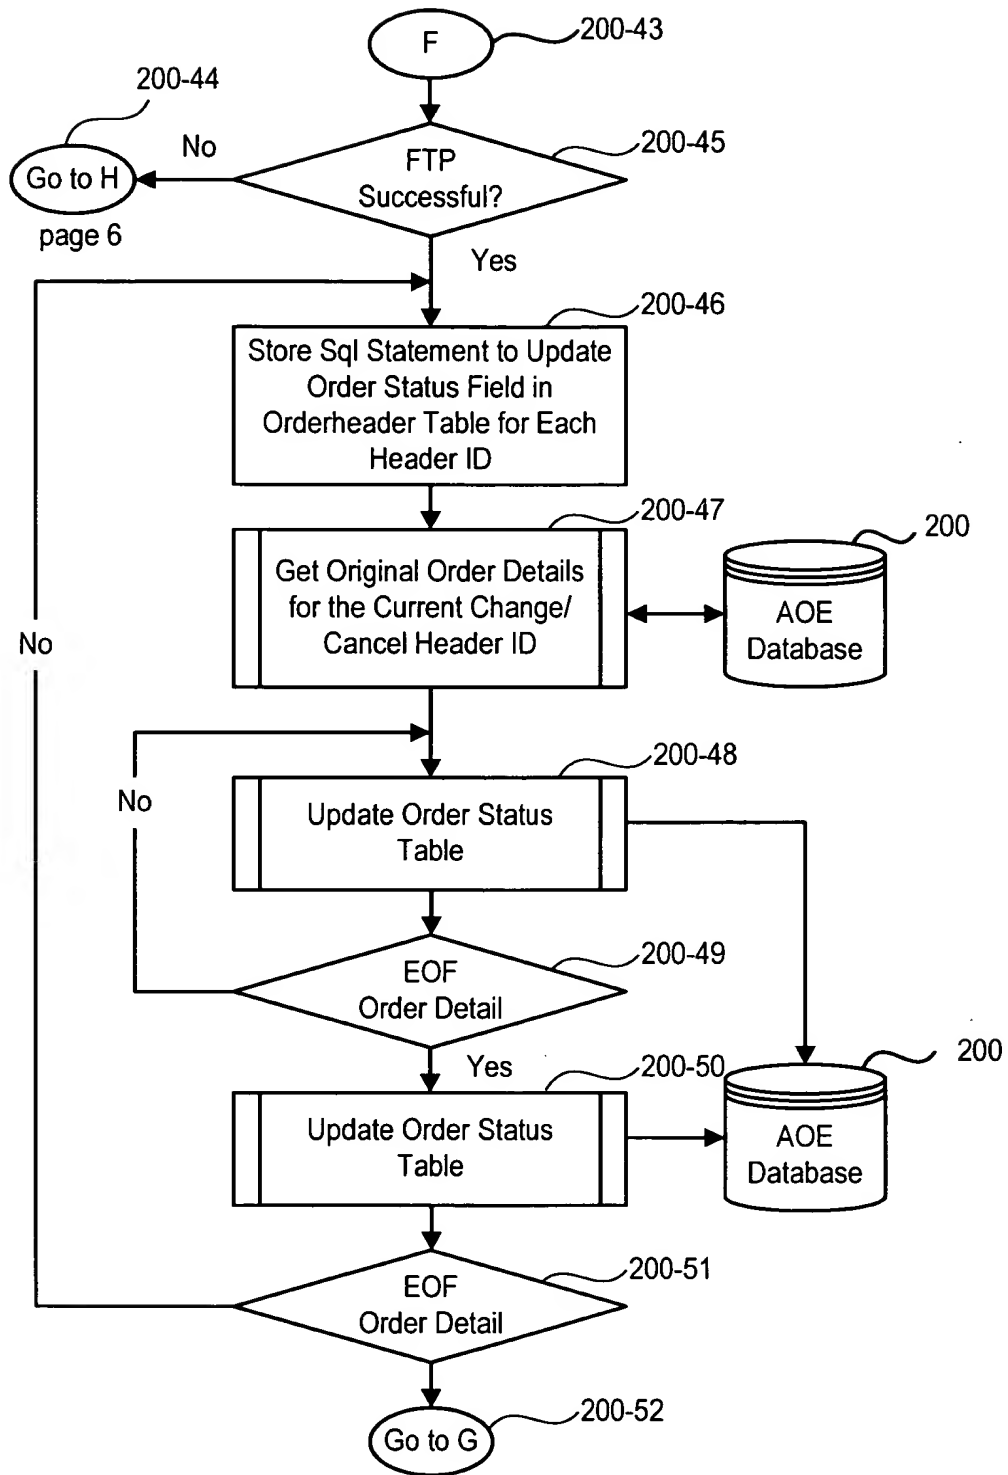 F
200-43
200-44
No
FTP
Successful?
200-45
Go to H
page 6
Yes
200-46
Store Sql Statement to Update
Order Status Field in
Orderheader Table for Each
Header ID
200-47
Get Original Order Details
for the Current Change/
Cancel Header ID
200
AOE
Database
No
200-48
No
Update Order Status
Table
200-49
EOF
Order Detail
Yes
200-50
200
Update Order Status
Table
AOE
Database
200-51
EOF
Order Detail
200-52
Go to G